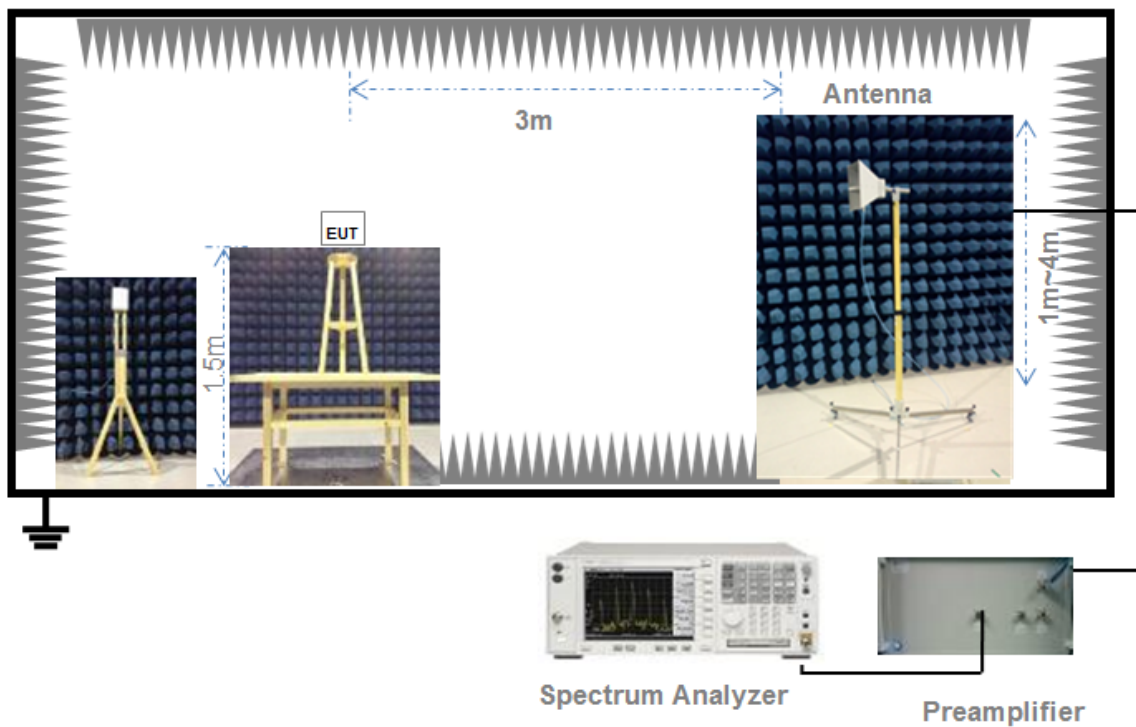 Antenna
3m
EUT
1.5m
1m~4m
Spectrum Analyzer
Preamplifier